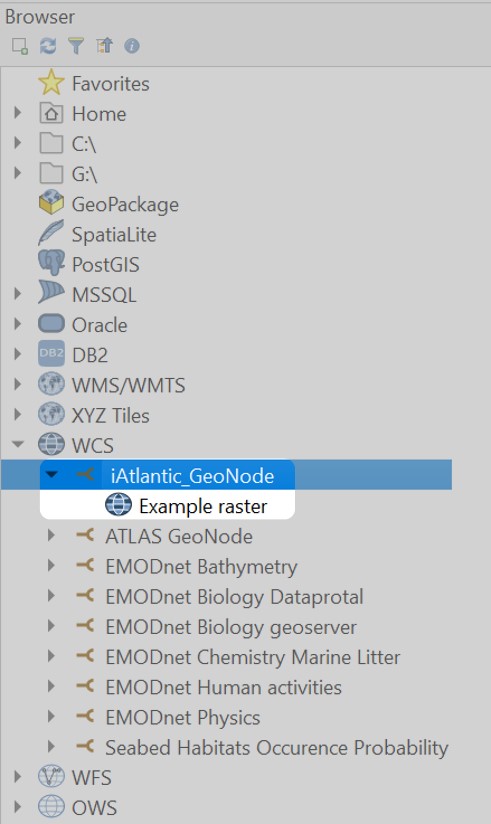 Browser
Favorites
Home
C:\
G:\
GeoPackage
SpatiaLite
PostGIS
MSSQL
Oracle
DB2 DB2
WMS/WMTS
XYZ Tiles
WCS
iAtlantic_GeoNode
Example raster
ATLAS GeoNode
EMODnet Bathymetry
EMODnet Biology Dataprotal
EMODnet Biology geoserver
EMODnet Chemistry Marine Litter
EMODnet Human activities
EMODnet Physics
Seabed Habitats Occurence Probability
WFS
OWS